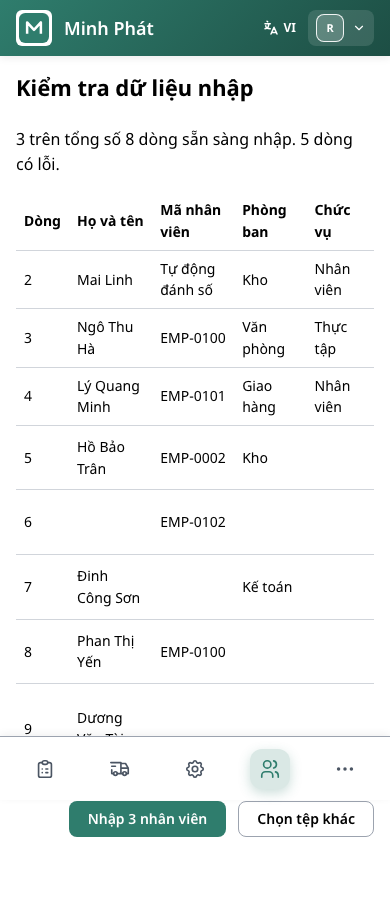 Minh Phát
VI
R
Kiểm tra dữ liệu nhập
3 trên tổng số 8 dòng sẵn sàng nhập. 5 dòng
có lỗi.
Dòng Họ và tên Mã nhân viên Phòng ban Chức vụ
2 Mai Linh Tự động đánh số Kho Nhân viên
3 Ngô Thu Hà EMP-0100 Văn phòng Thực tập
4 Lý Quang Minh EMP-0101 Giao hàng Nhân viên
5 Hồ Bảo Trân EMP-0002 Kho
6 EMP-0102
7 Đinh Công Sơn Kế toán
8 Phan Thị Yến EMP-0100
9 Dương
Nhập 3 nhân viên Chọn tệp khác